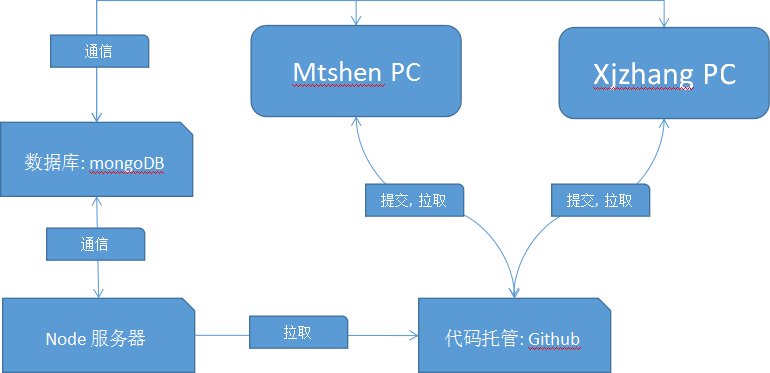 通信
Mtshen PC
Xjzhang PC
数据库: mongoDB
提交, 拉取
提交, 拉取
通信
Node 服务器
拉取
代码托管: Github